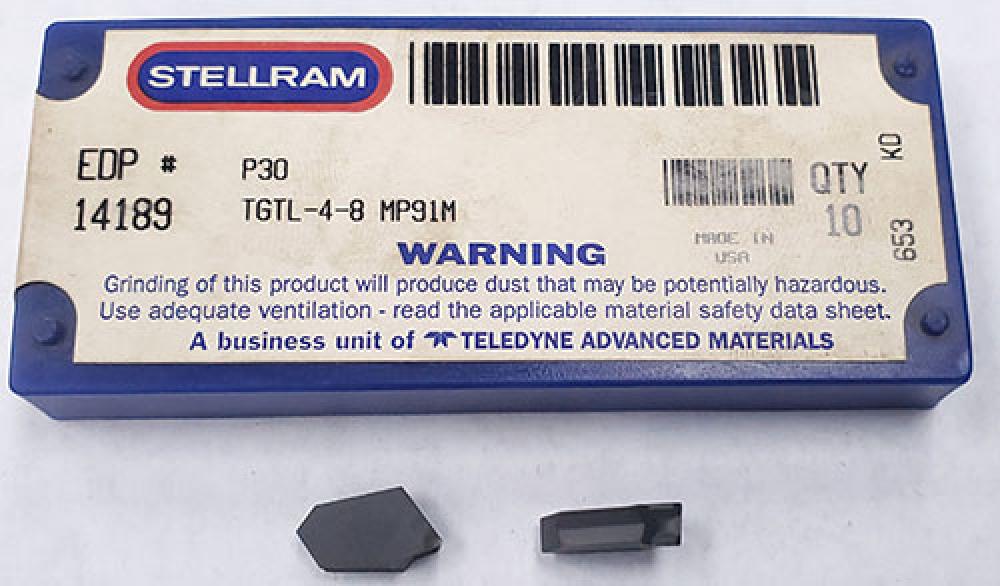 STELLRAM
EDP #
14189
P30
TGTL-4-8 MP91M
QTY
10
MADE IN
USA
KO
653
WARNING
Grinding of this product will produce dust that may be potentially hazardous.
Use adequate ventilation - read the applicable material safety data sheet.
A business unit of TELEDYNE ADVANCED MATERIALS